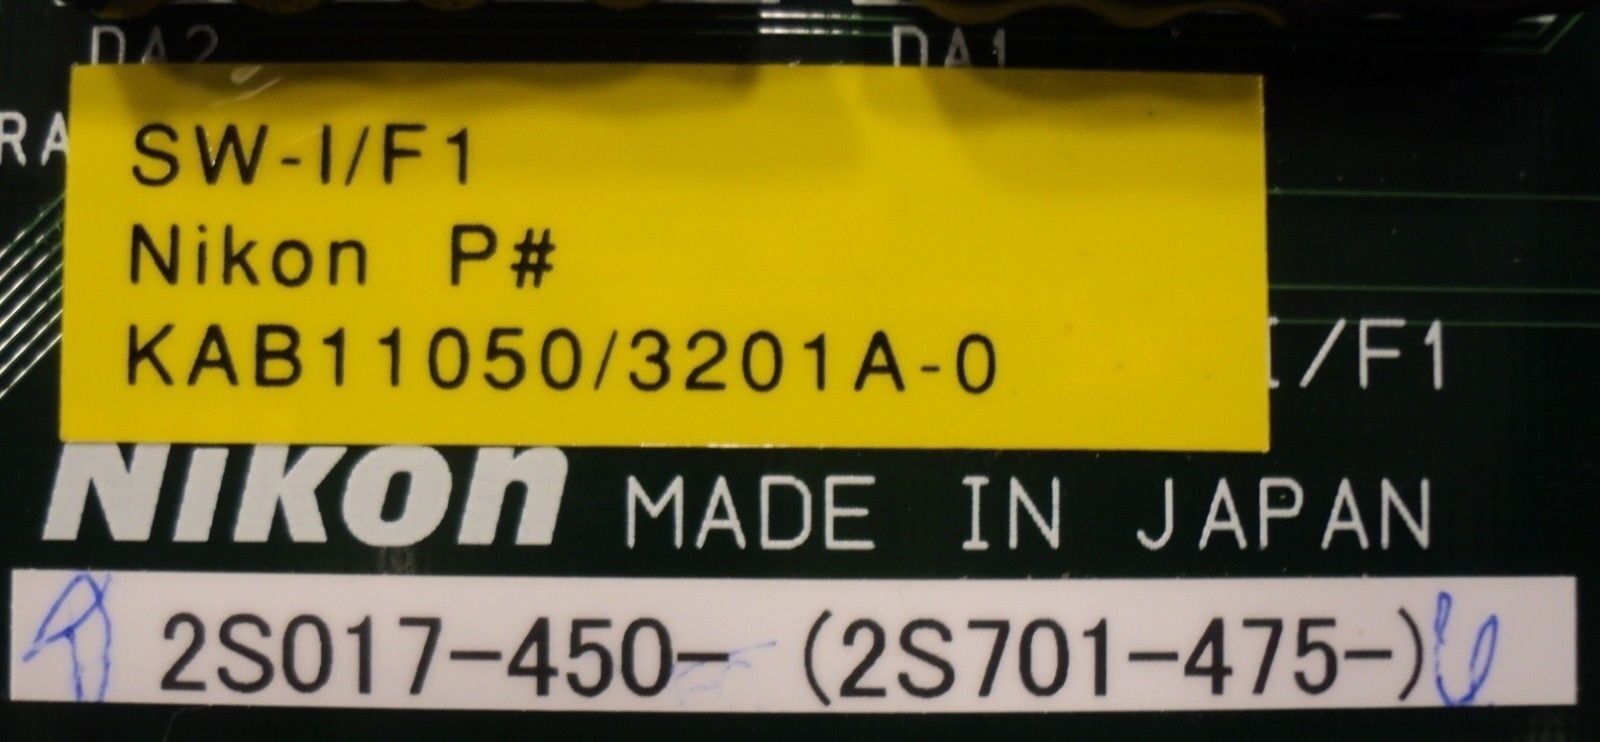 DA2 DA1
RA
SW-I/F1
Nikon P#
KAB11050/3201A-0
I/F1
Nikon MADE IN JAPAN
2S017-450- (2S701-475-)